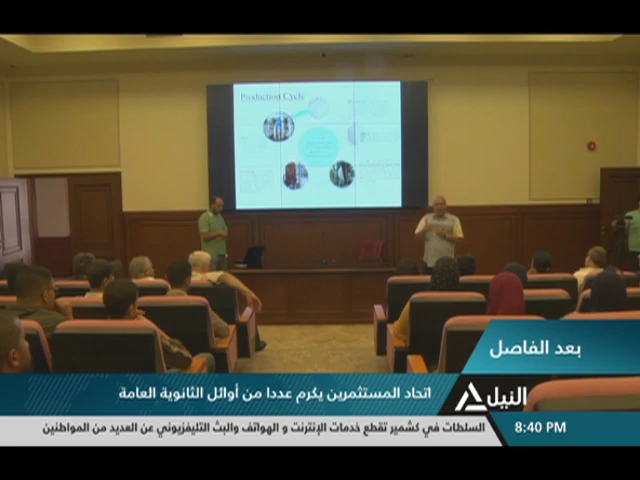 Production Cycle
بعد الفاصل
اتحاد المستثمرين يكرم عددا من أوائل الثانوية العامة
النيل
السلطات في كشمير تقطع خدمات الإنترنت و الهواتف والبث التليفزيوني عن العديد من المواطنين
8:40 PM